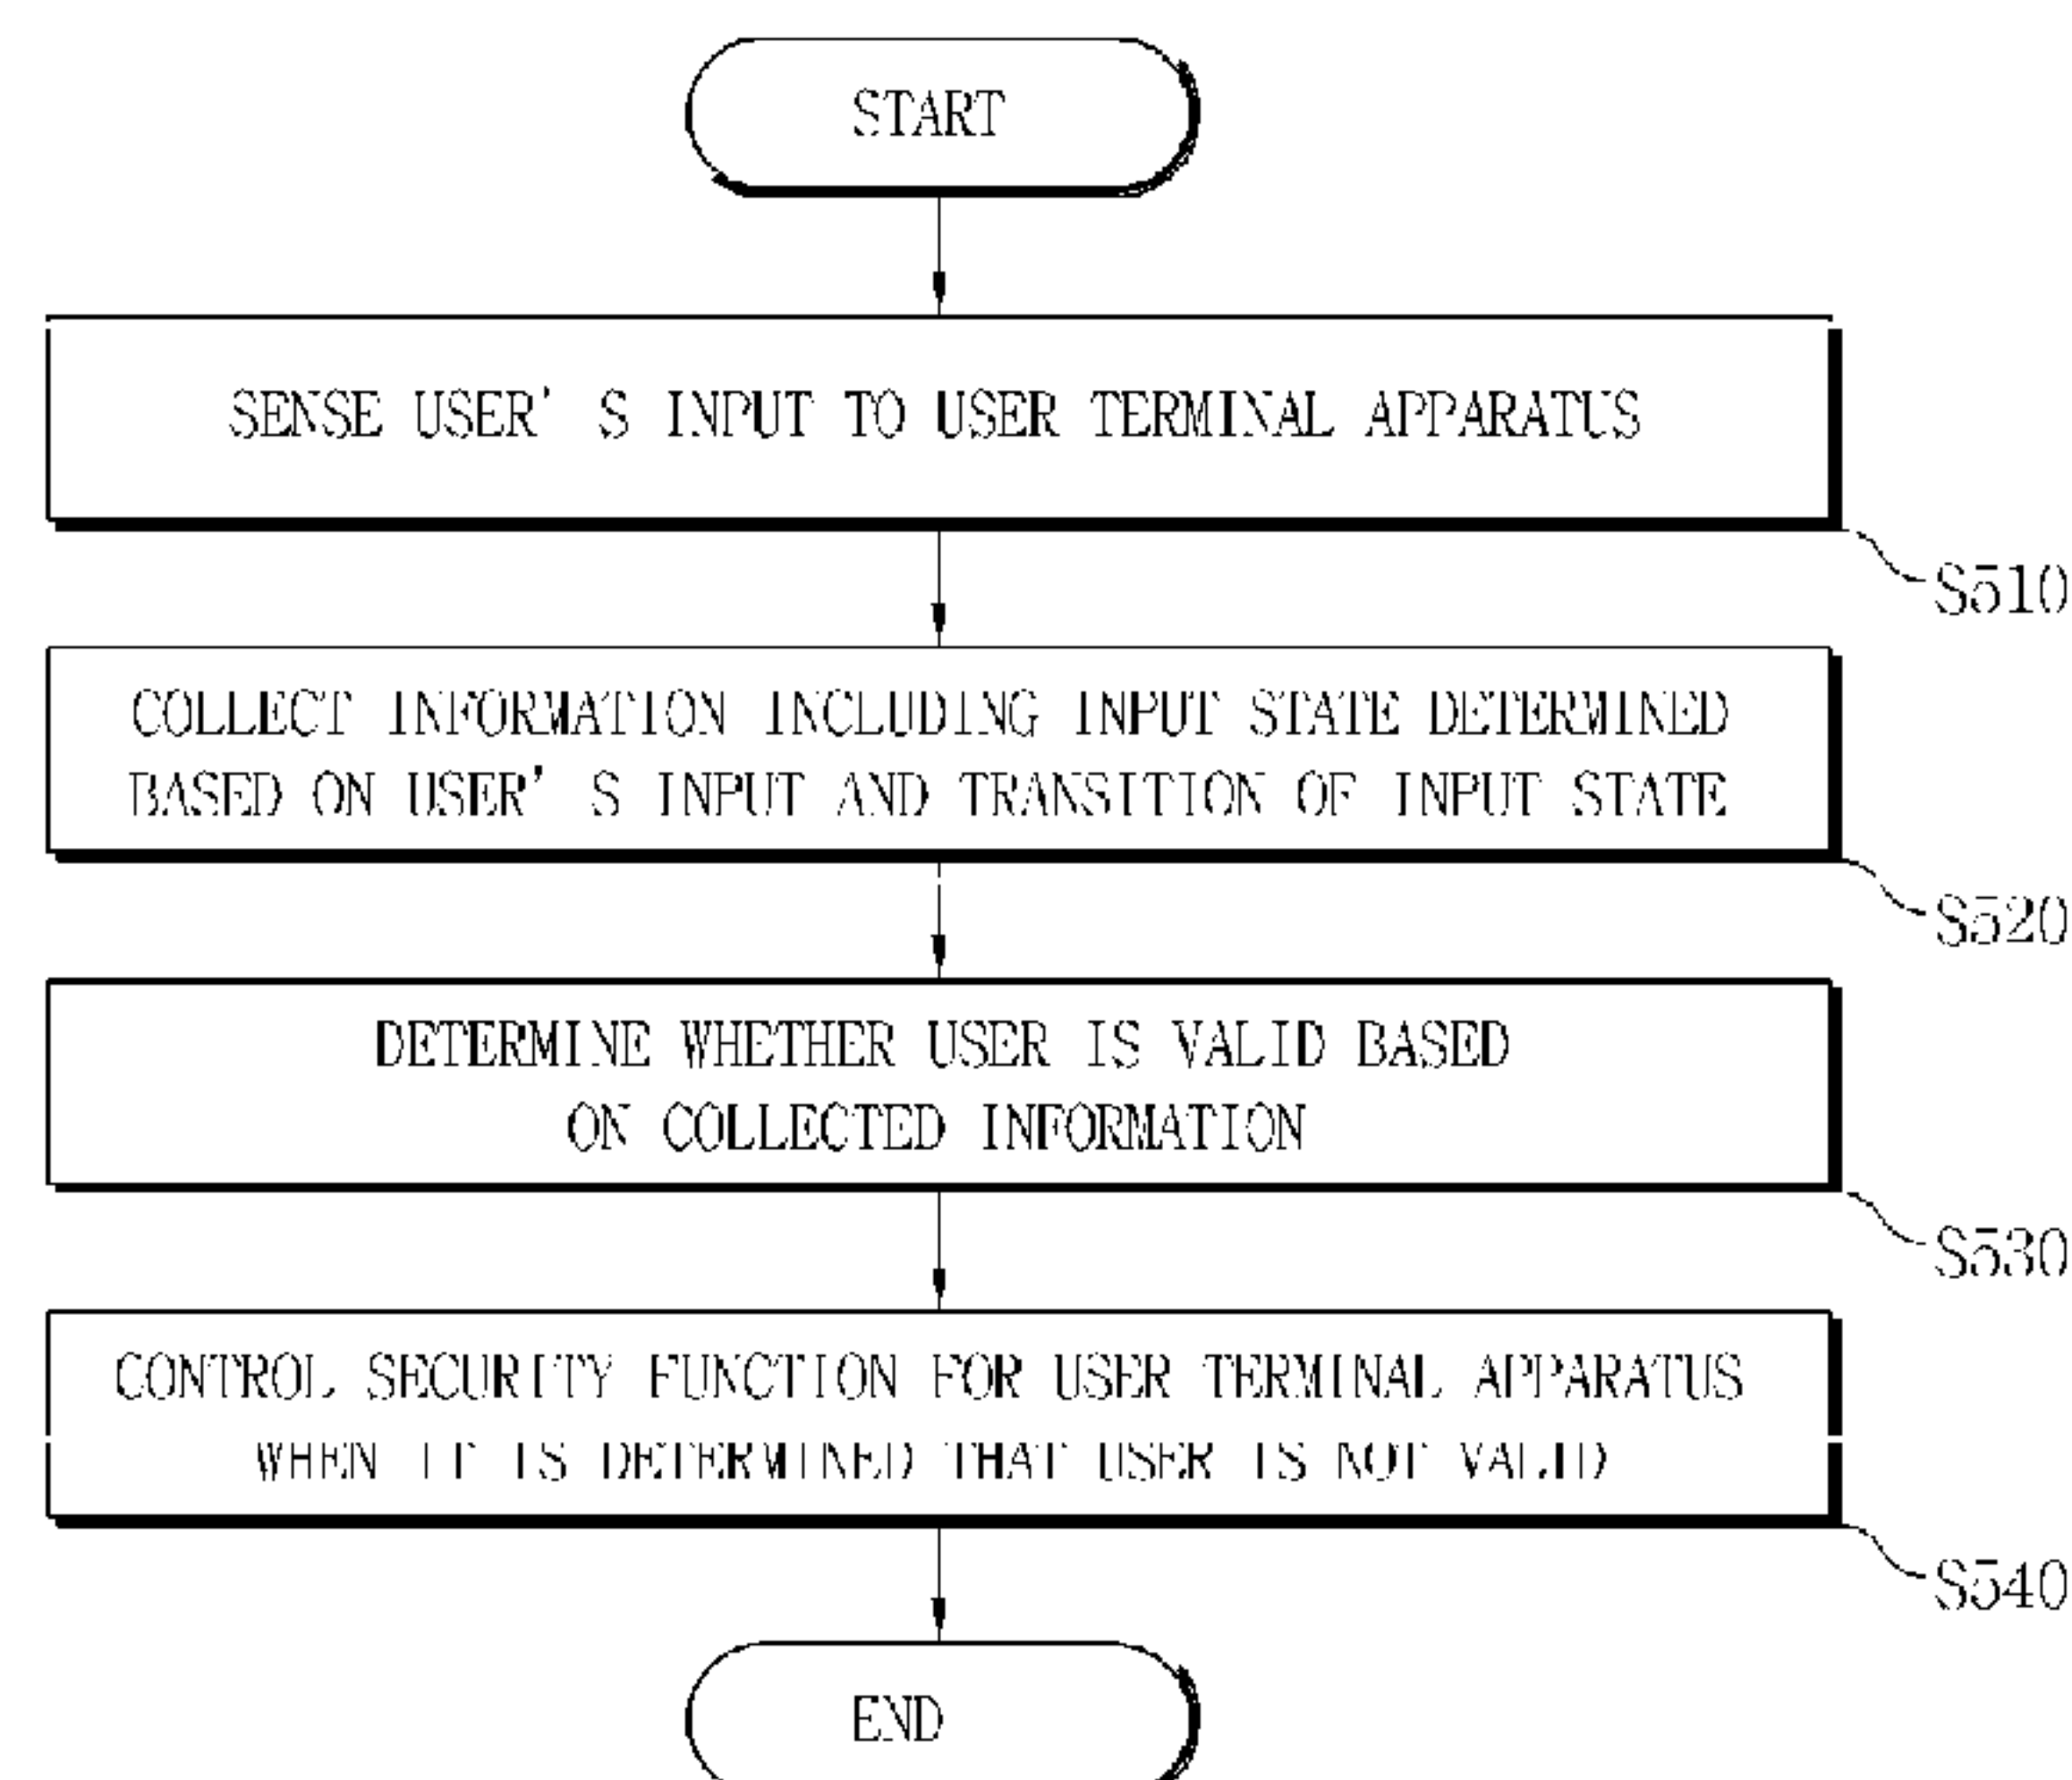 START
SENSE USER'S INPUT TO USER TERMINAL APPARATUS
S510
COLLECT INFORMATION INCLUDING INPUT STATE DETERMINED
BASED ON USER'S INPUT AND TRANSITION OF INPUT STATE
S520
DETERMINE WHETHER USER IS VALID BASED
ON COLLECTED INFORMATION
S530
CONTROL SECURITY FUNCTION FOR USER TERMINAL APPARATUS
WHEN IT IS DETERMINED THAT USER IS NOT VALID
S540
END